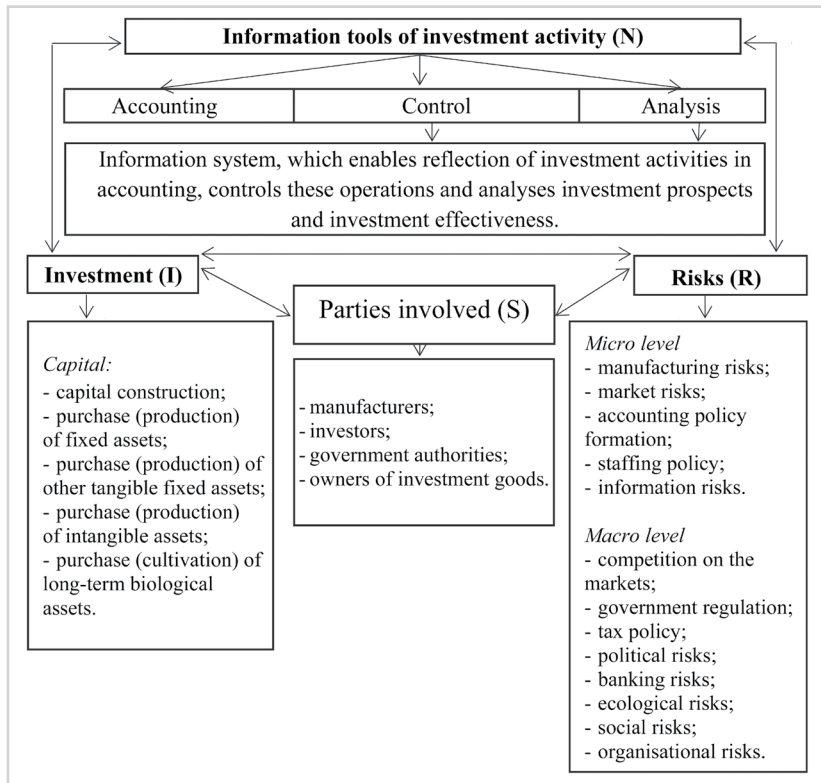 Information tools of investment activity (N)
Accounting
Control
Analysis
Information system, which enables reflection of investment activities in
accounting, controls these operations and analyses investment prospects
and investment effectiveness.
Investment (I)
Parties involved (S)
Risks (R)
Capital:
- capital construction;
- purchase (production)
of fixed assets;
- purchase (production) of
other tangible fixed assets;
- purchase (production)
of intangible assets;
- purchase (cultivation) of
long-term biological
assets.
- manufacturers;
- investors;
- government authorities;
- owners of investment goods.
Micro level
- manufacturing risks;
- market risks;
- accounting policy
formation;
- staffing policy;
- information risks.
Macro level
- competition on the
markets;
- government regulation;
- tax policy;
- political risks;
- banking risks;
- ecological risks;
- social risks;
- organisational risks.